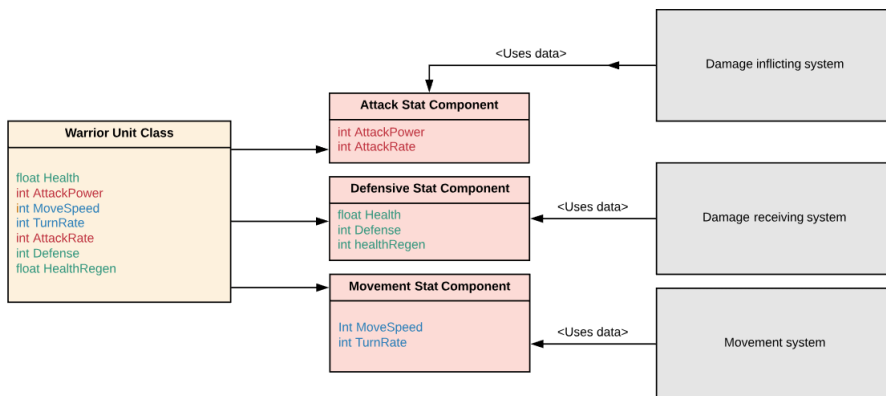 Warrior Unit Class
float Health
int AttackPower
int MoveSpeed
int TurnRate
int AttackRate
int Defense
float HealthRegen
Attack Stat Component
int AttackPower
int AttackRate
Defensive Stat Component
float Health
int Defense
int healthRegen
Movement Stat Component
Int MoveSpeed
int TurnRate
<Uses data>
Damage inflicting system
<Uses data>
Damage receiving system
<Uses data>
Movement system